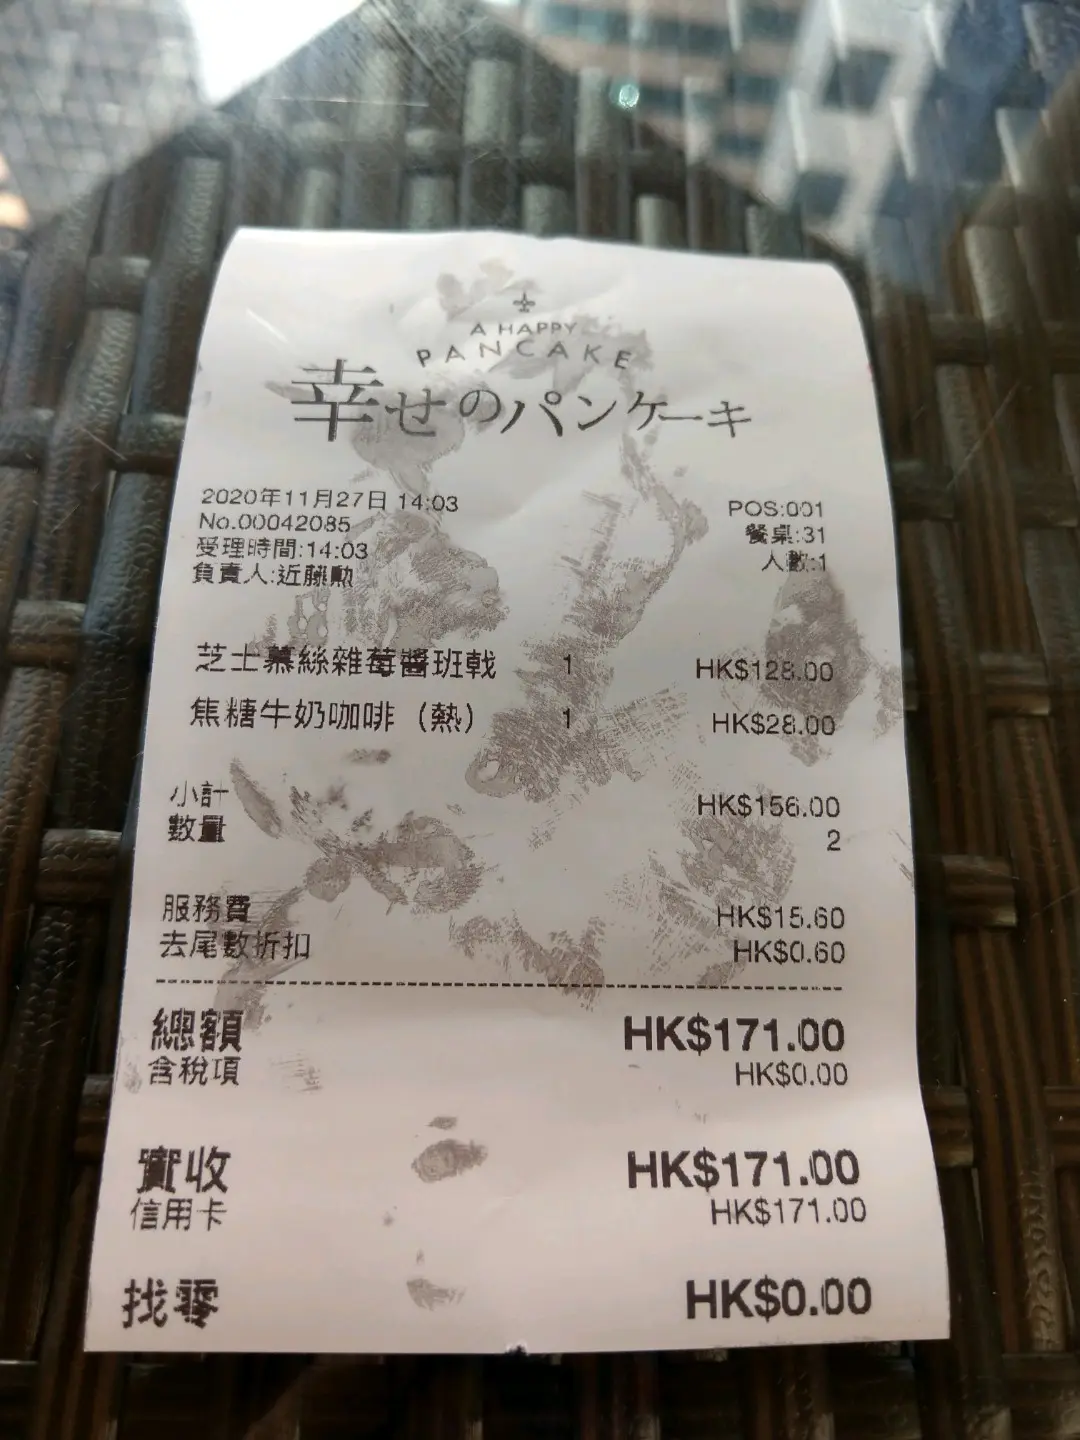 A HAPPY
PANCAKE
幸せのパンケーキ
2020年11月27日 14:03
POS:001
No.00042085
餐桌:31
受理時間:14:03
人數:1
負責人:近藤勲
芝士慕絲雜莓醬班戟 1 HK$128.00
焦糖牛奶咖啡（熱） 1 HK$28.00
小計 HK$156.00
數量 2
服務費 HK$15.60
去尾數折扣 HK$0.60
總額 HK$171.00
含稅項 HK$0.00
實收 HK$171.00
信用卡 HK$171.00
找零 HK$0.00